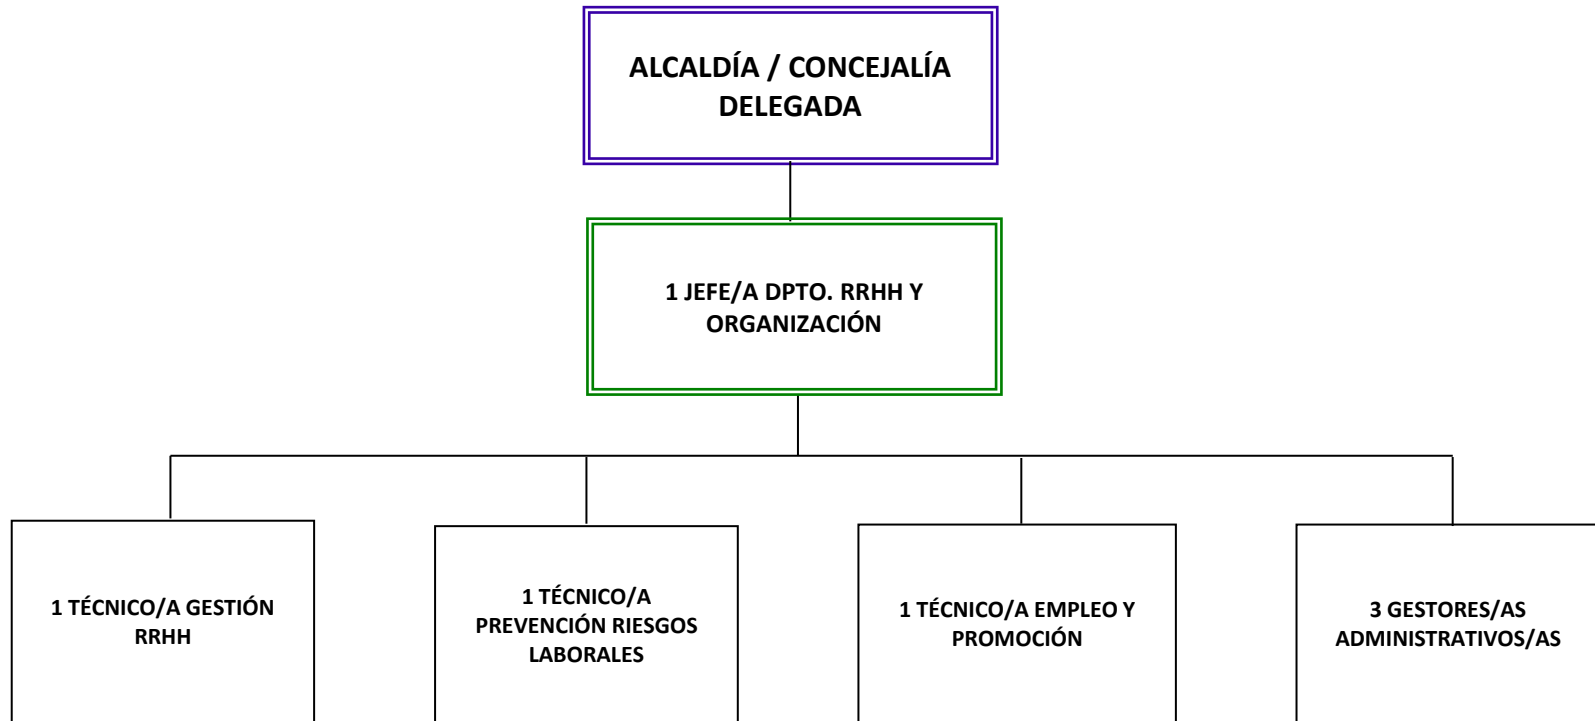 ALCALDÍA / CONCEJALÍA
DELEGADA
1 JEFE/A DPTO. RRHH Y
ORGANIZACIÓN
1 TÉCNICO/A GESTIÓN
RRHH
1 TÉCNICO/A
PREVENCIÓN RIESGOS
LABORALES
1 TÉCNICO/A EMPLEO Y
PROMOCIÓN
3 GESTORES/AS
ADMINISTRATIVOS/AS